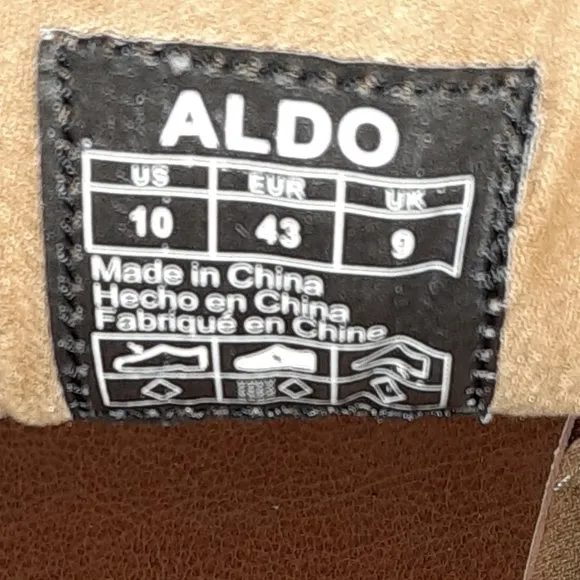 ALDO
US EUR UK
10 43 9
Made in China
Hecho en China
Fabriqué en Chine